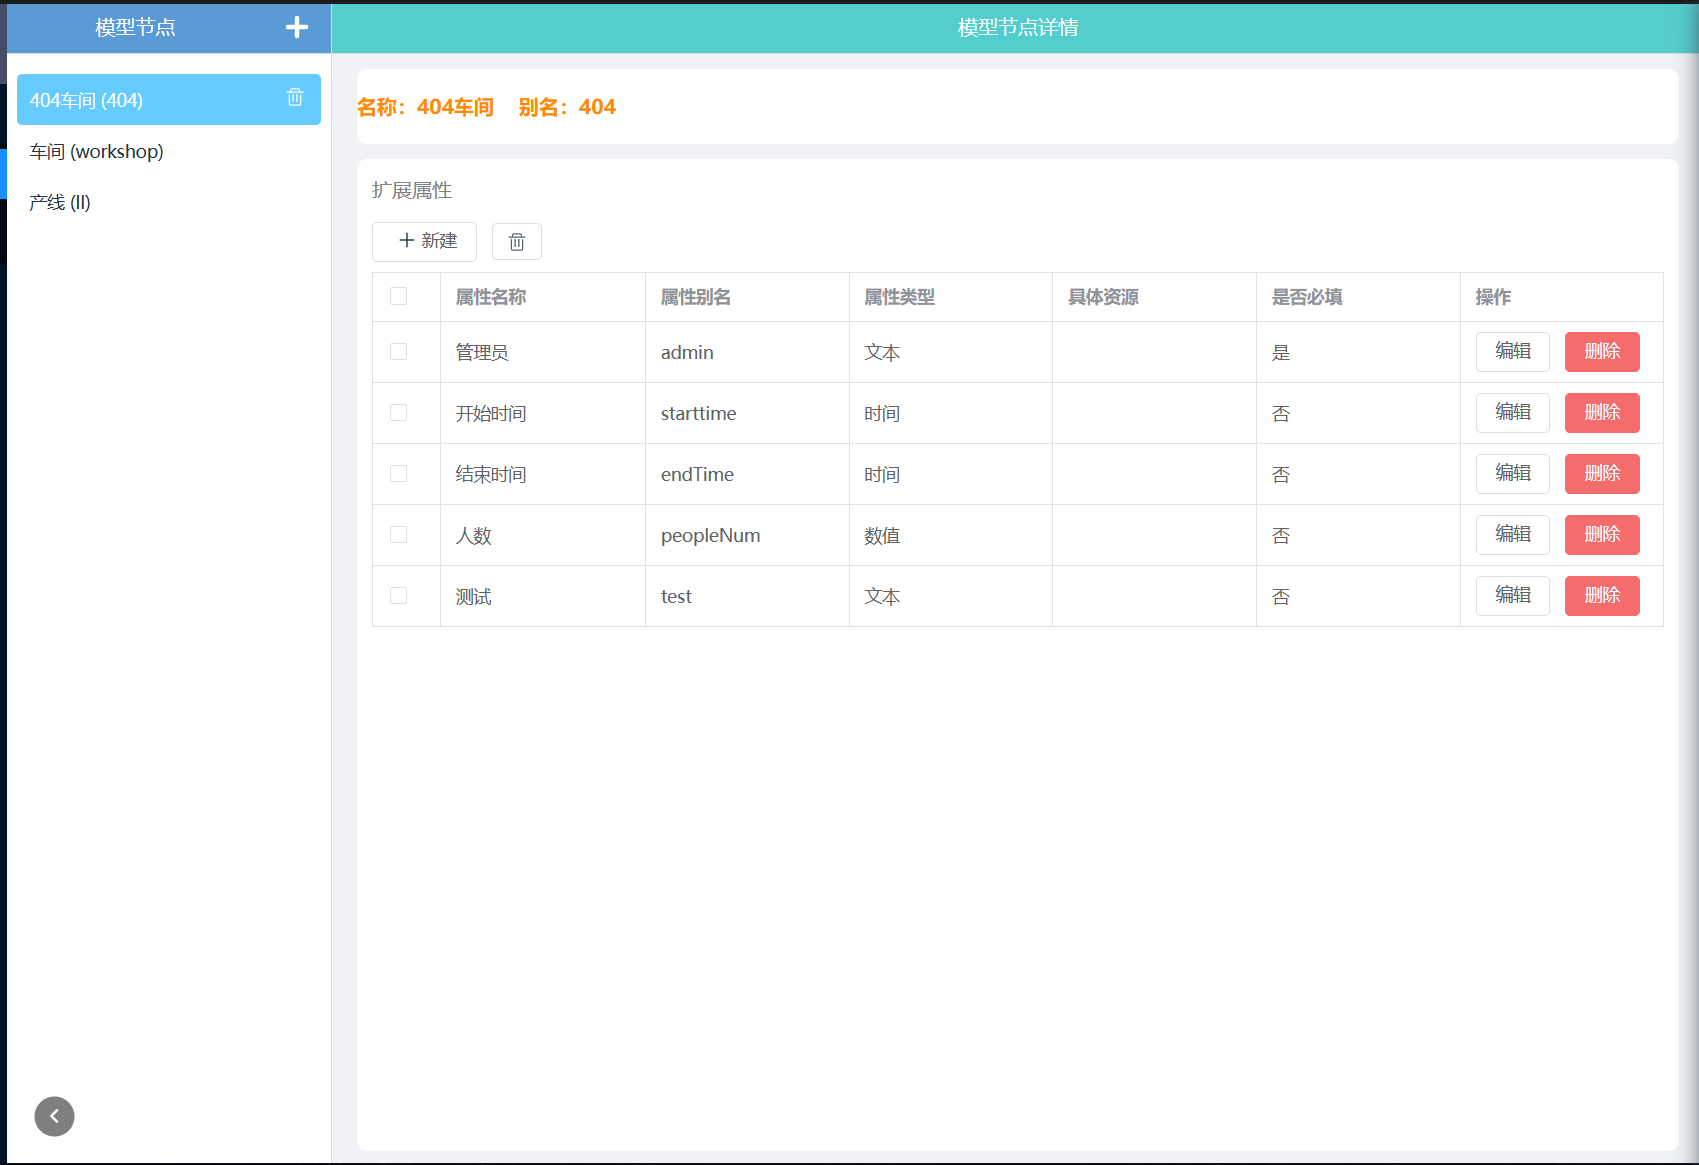 模型节点
模型节点详情
404车间 (404)
车间 (workshop)
产线 (ll)
名称：404车间 别名：404
扩展属性
新建
属性名称 属性别名 属性类型 具体资源 是否必填 操作
管理员 admin 文本 是 编辑 删除
开始时间 starttime 时间 否 编辑 删除
结束时间 endTime 时间 否 编辑 删除
人数 peopleNum 数值 否 编辑 删除
测试 test 文本 否 编辑 删除